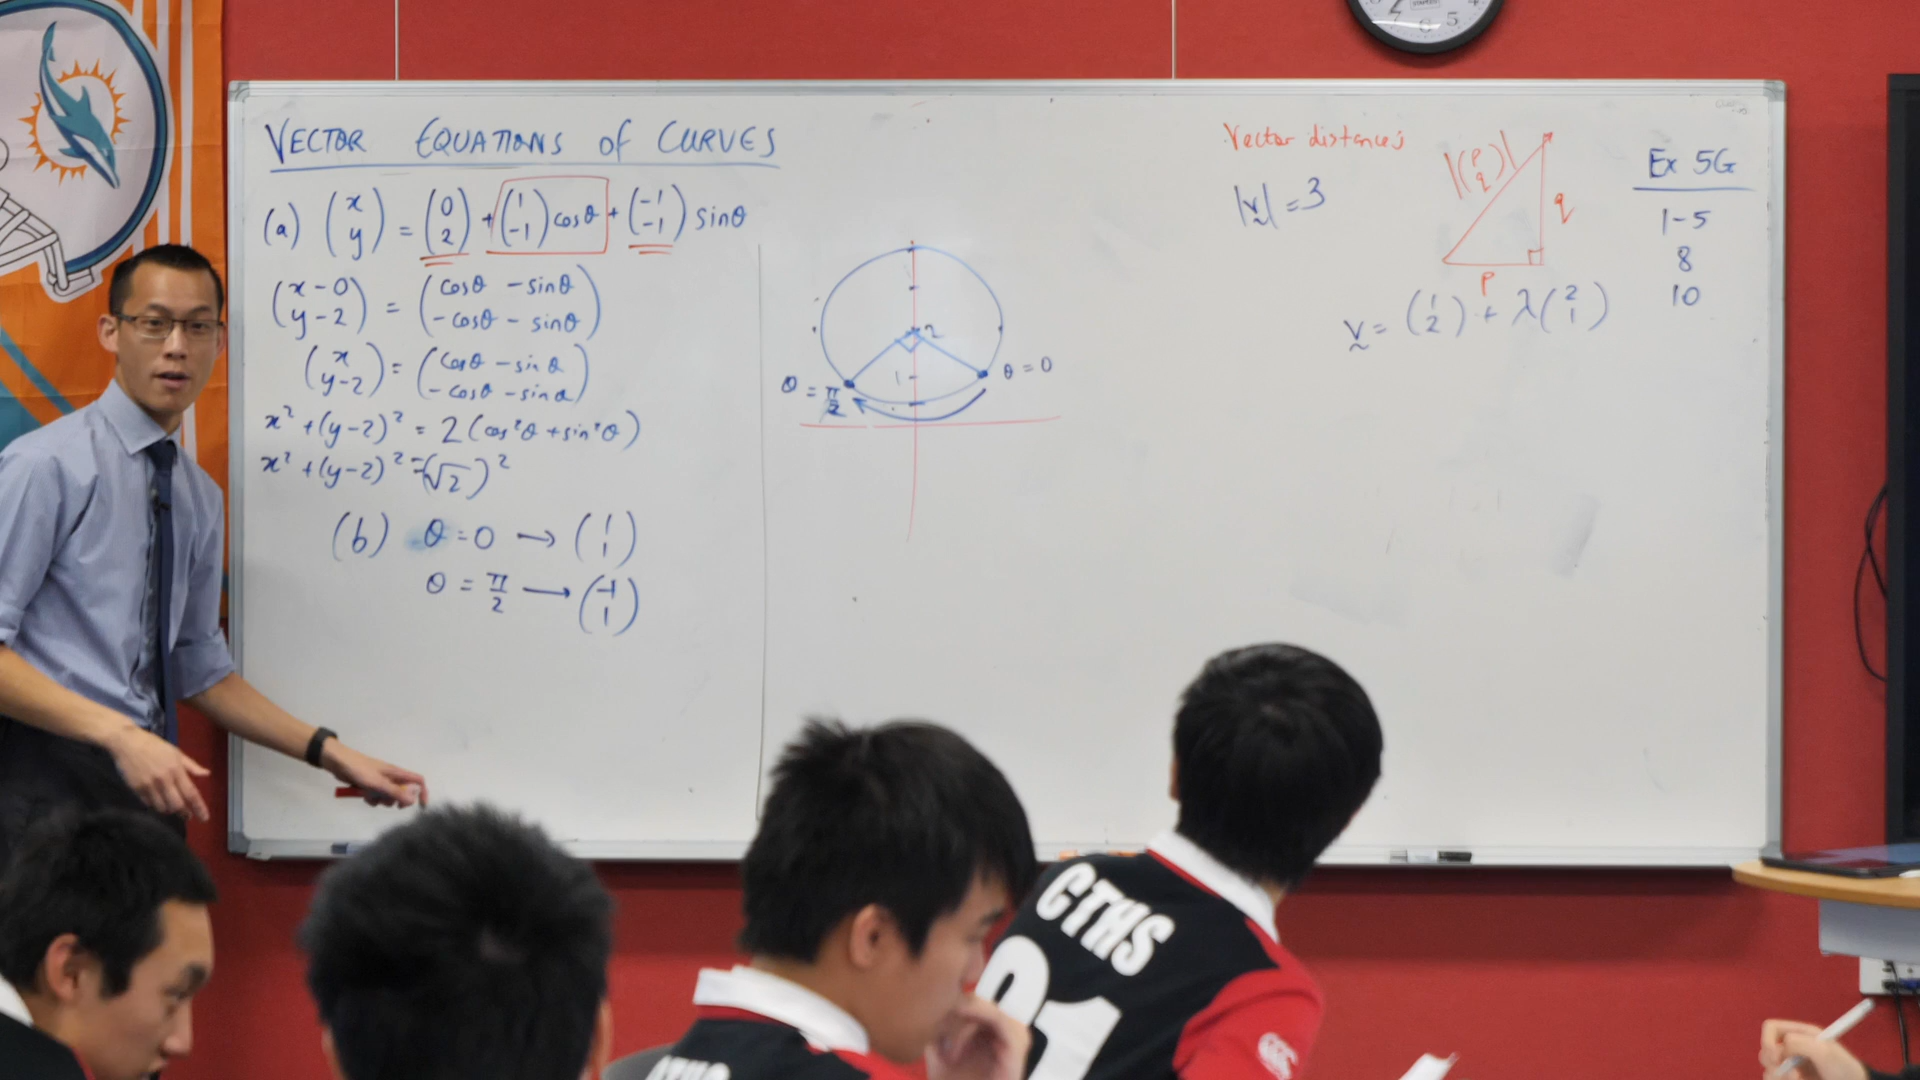 VECTOR EQUATIONS of CURVES
(a) (x y) = (0 2) + (1 -1) cosθ + (-1 -1) sinθ
(x-0 y-2) = (cosθ - sinθ -cosθ - sinθ)
(x y-2) = (cosθ - sinθ -cosθ - sinθ)
x² + (y-2)² = 2(cos²θ + sin²θ)
x² + (y-2)² = (√2)²
(b) θ = 0 → (1 1)
θ = π/2 → (-1 1)
2
1
θ = 0
θ = π/2
Vector distances
|v| = 3
|(p q)|
q
p
v = (1 2) + λ(2 1)
Ex 5G
1-5
8
10
5
6
7
CTHS